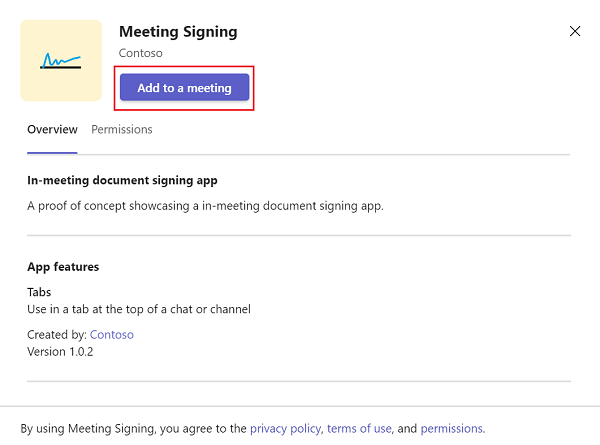 Meeting Signing
Contoso
Add to a meeting
Overview Permissions
In-meeting document signing app
A proof of concept showcasing a in-meeting document signing app.
App features
Tabs
Use in a tab at the top of a chat or channel
Created by: Contoso
Version 1.0.2
By using Meeting Signing, you agree to the privacy policy, terms of use, and permissions.